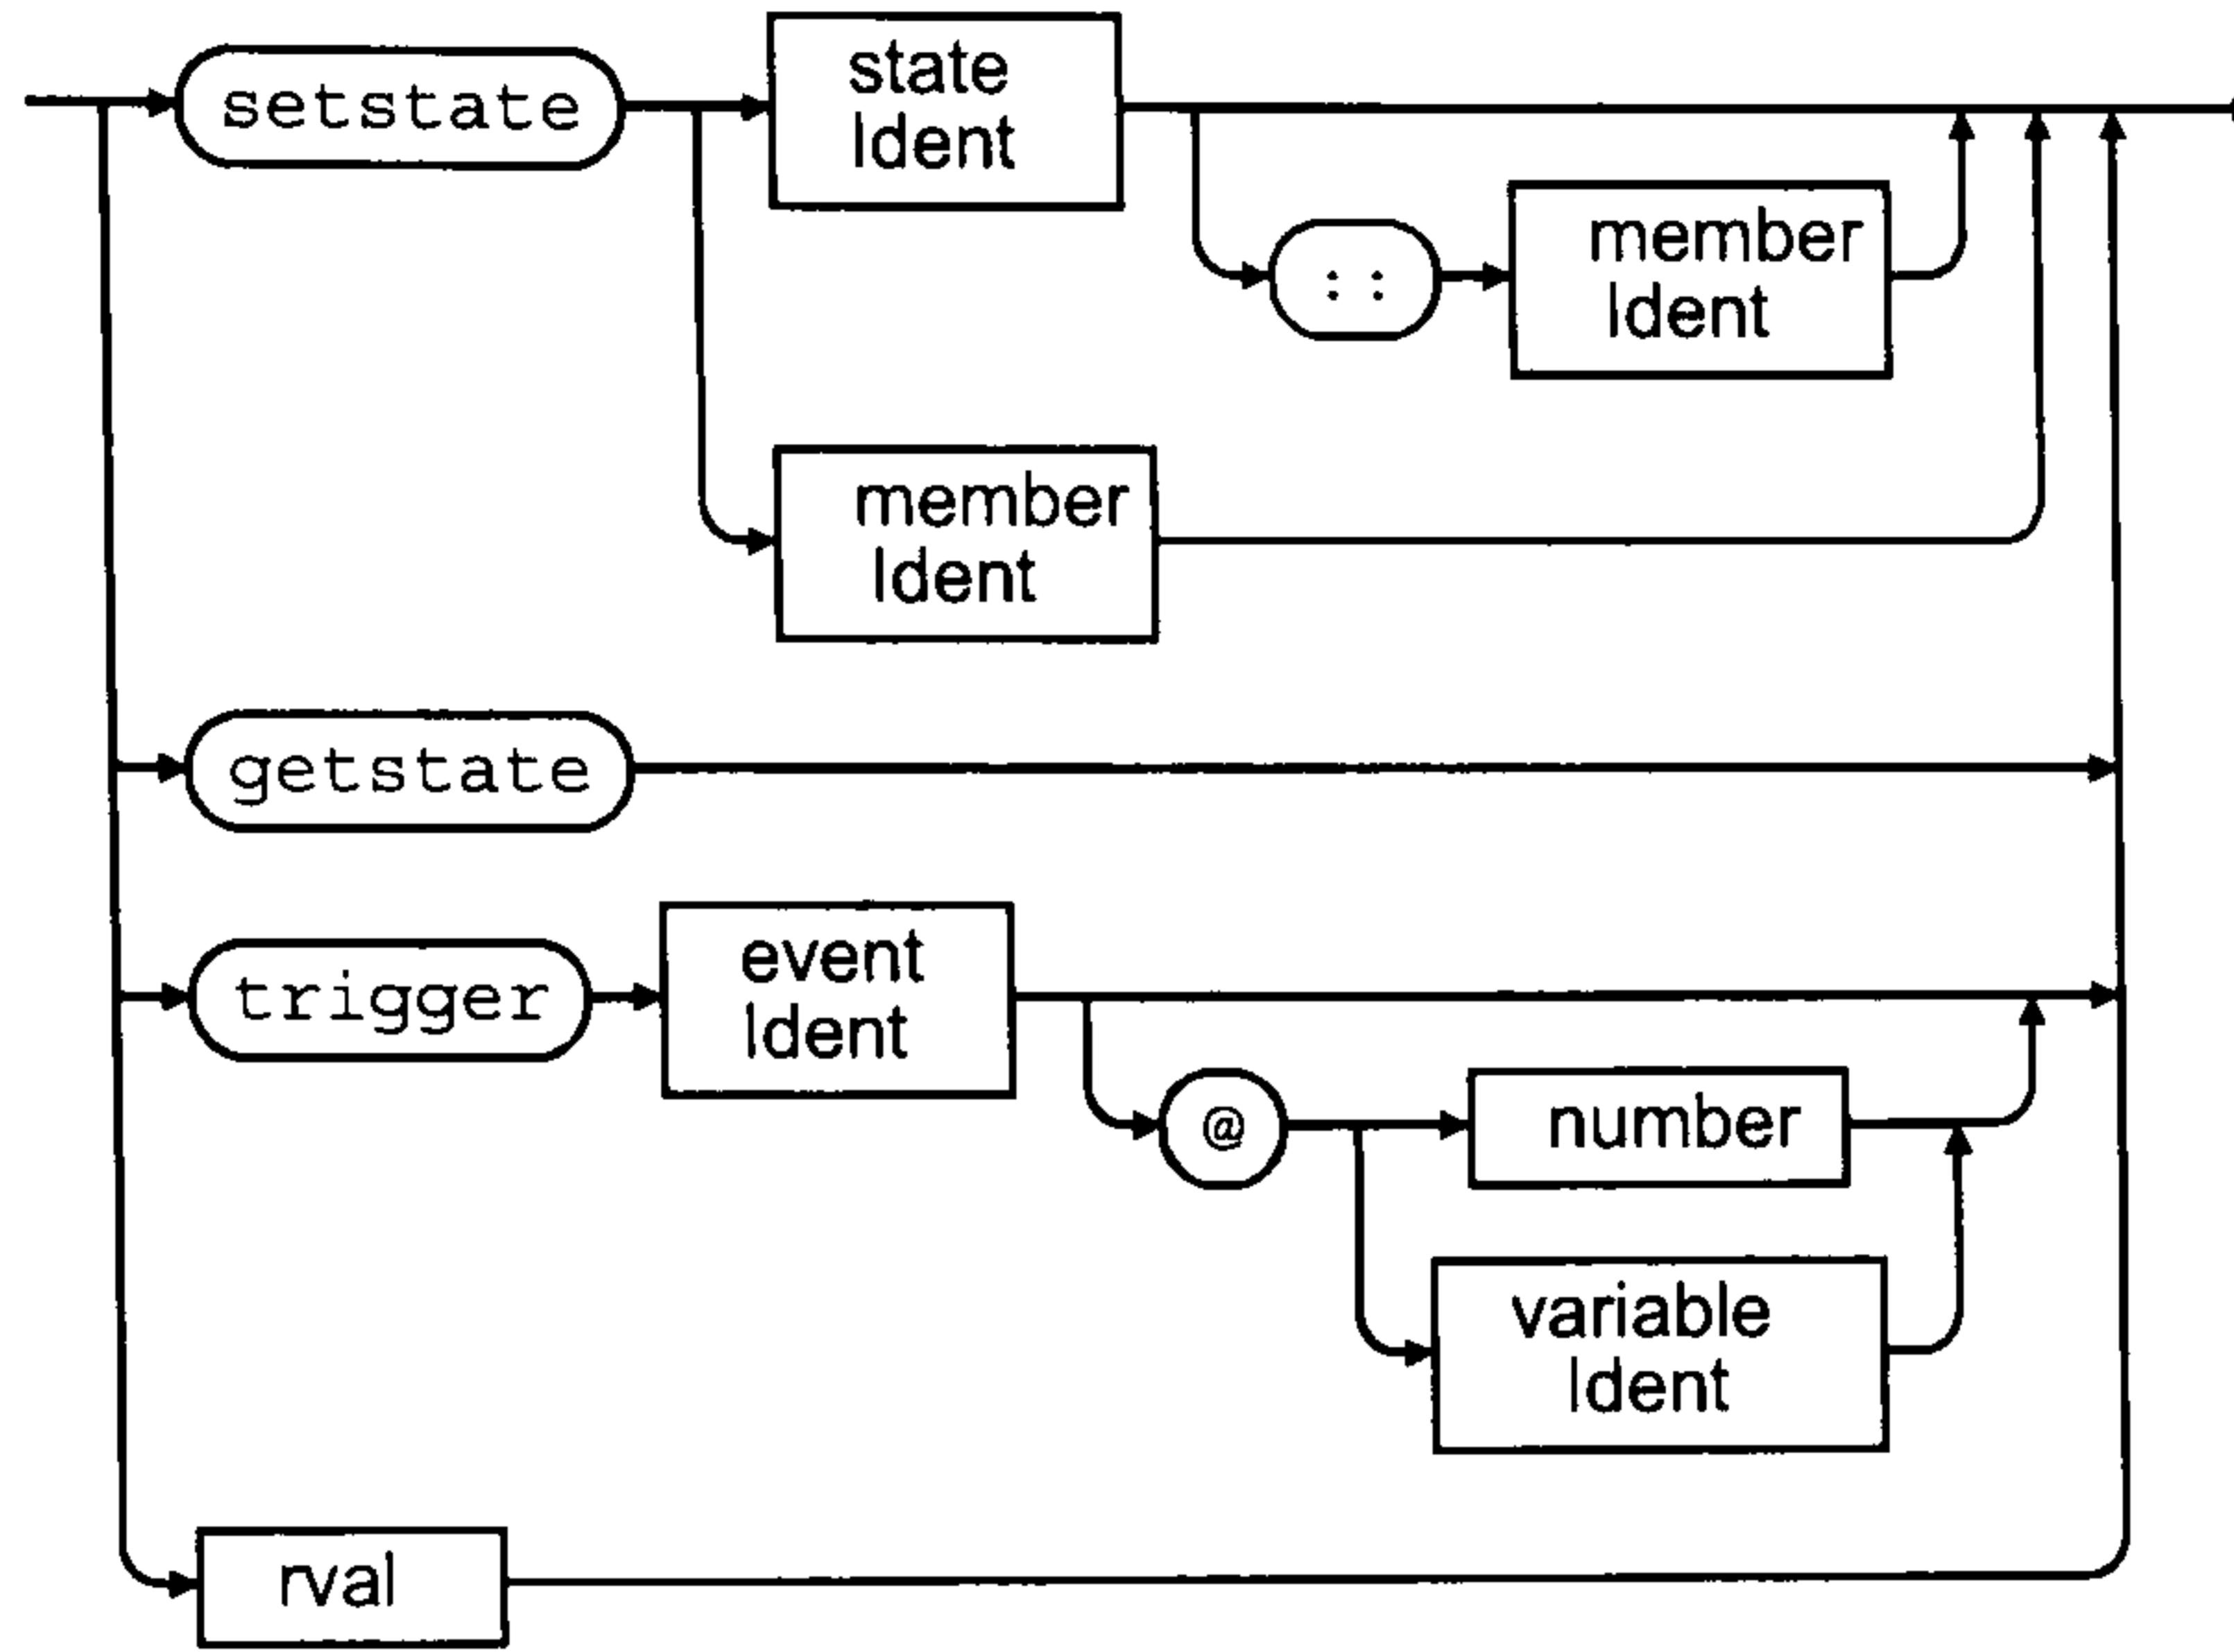 setstate
state
Ident
::
member
Ident
member
Ident
getstate
trigger
event
Ident
@
number
variable
Ident
rval